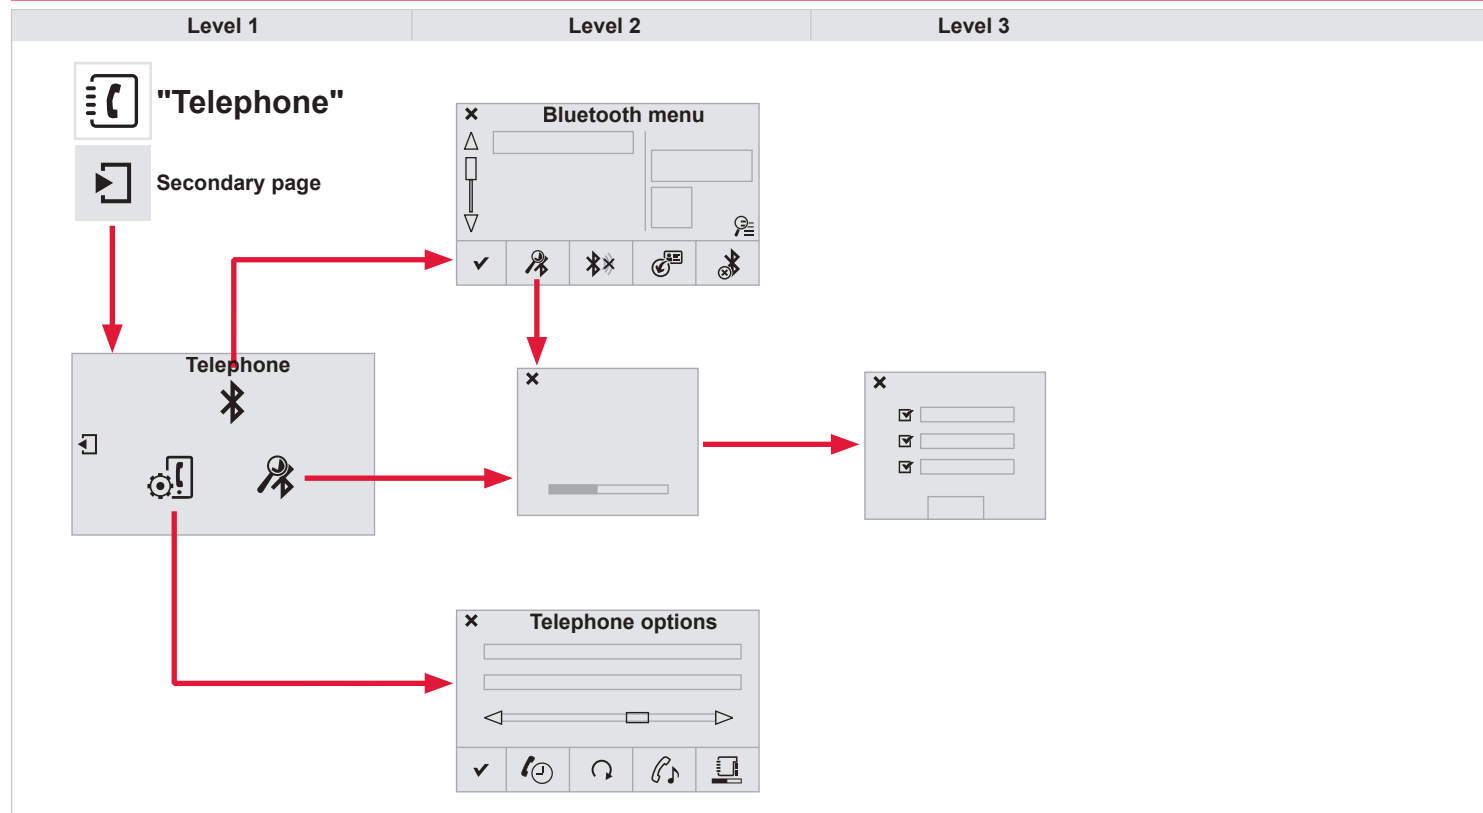 Level 1
Level 2
Level 3
"Telephone"
Secondary page
Bluetooth menu
Telephone
Telephone options